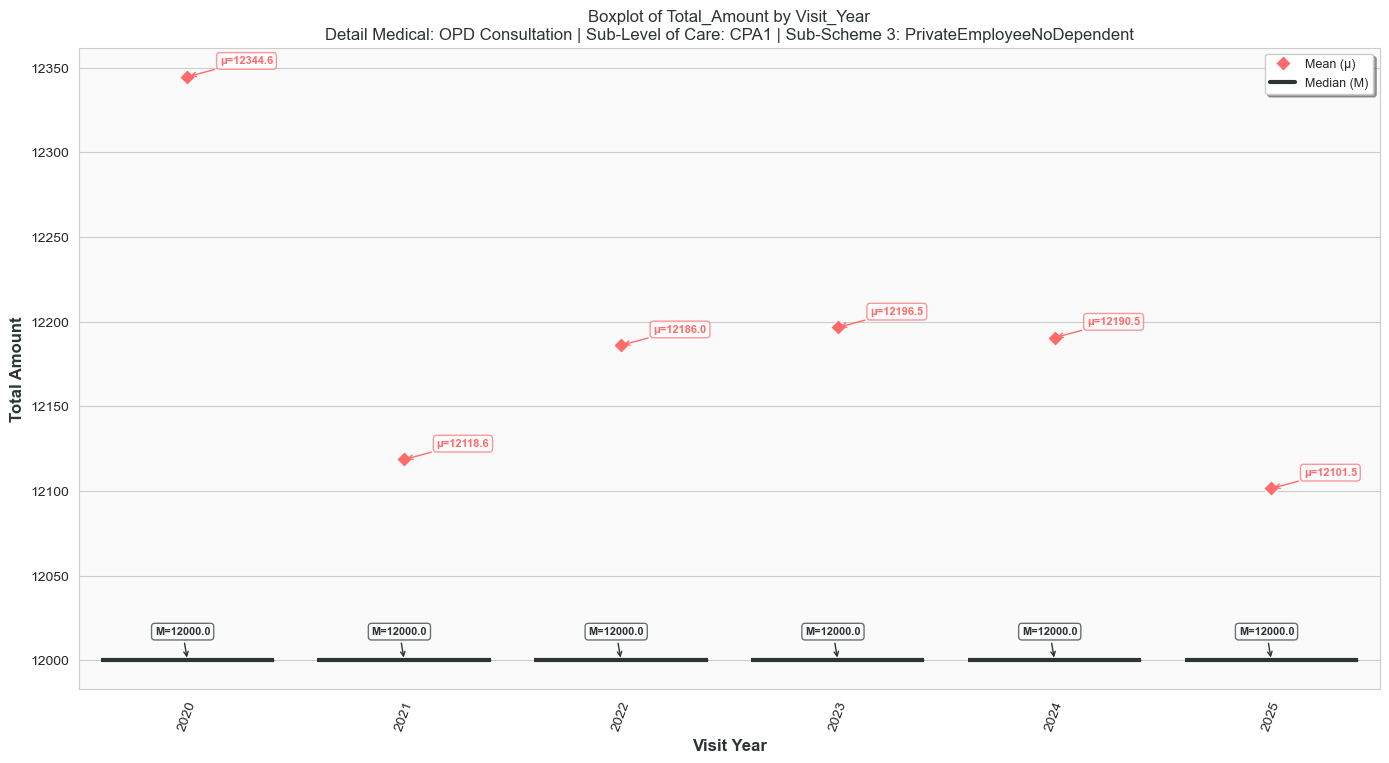 Boxplot of Total_Amount by Visit_Year
Detail Medical: OPD Consultation | Sub-Level of Care: CPA1 | Sub-Scheme 3: PrivateEmployeeNoDependent
Mean (μ)
Median (M)
Total Amount
12350
12300
12250
12200
12150
12100
12050
12000
μ=12344.6
μ=12118.6
μ=12186.0
μ=12196.5
μ=12190.5
μ=12101.5
M=12000.0
M=12000.0
M=12000.0
M=12000.0
M=12000.0
M=12000.0
2020
2021
2022
2023
2024
2025
Visit Year